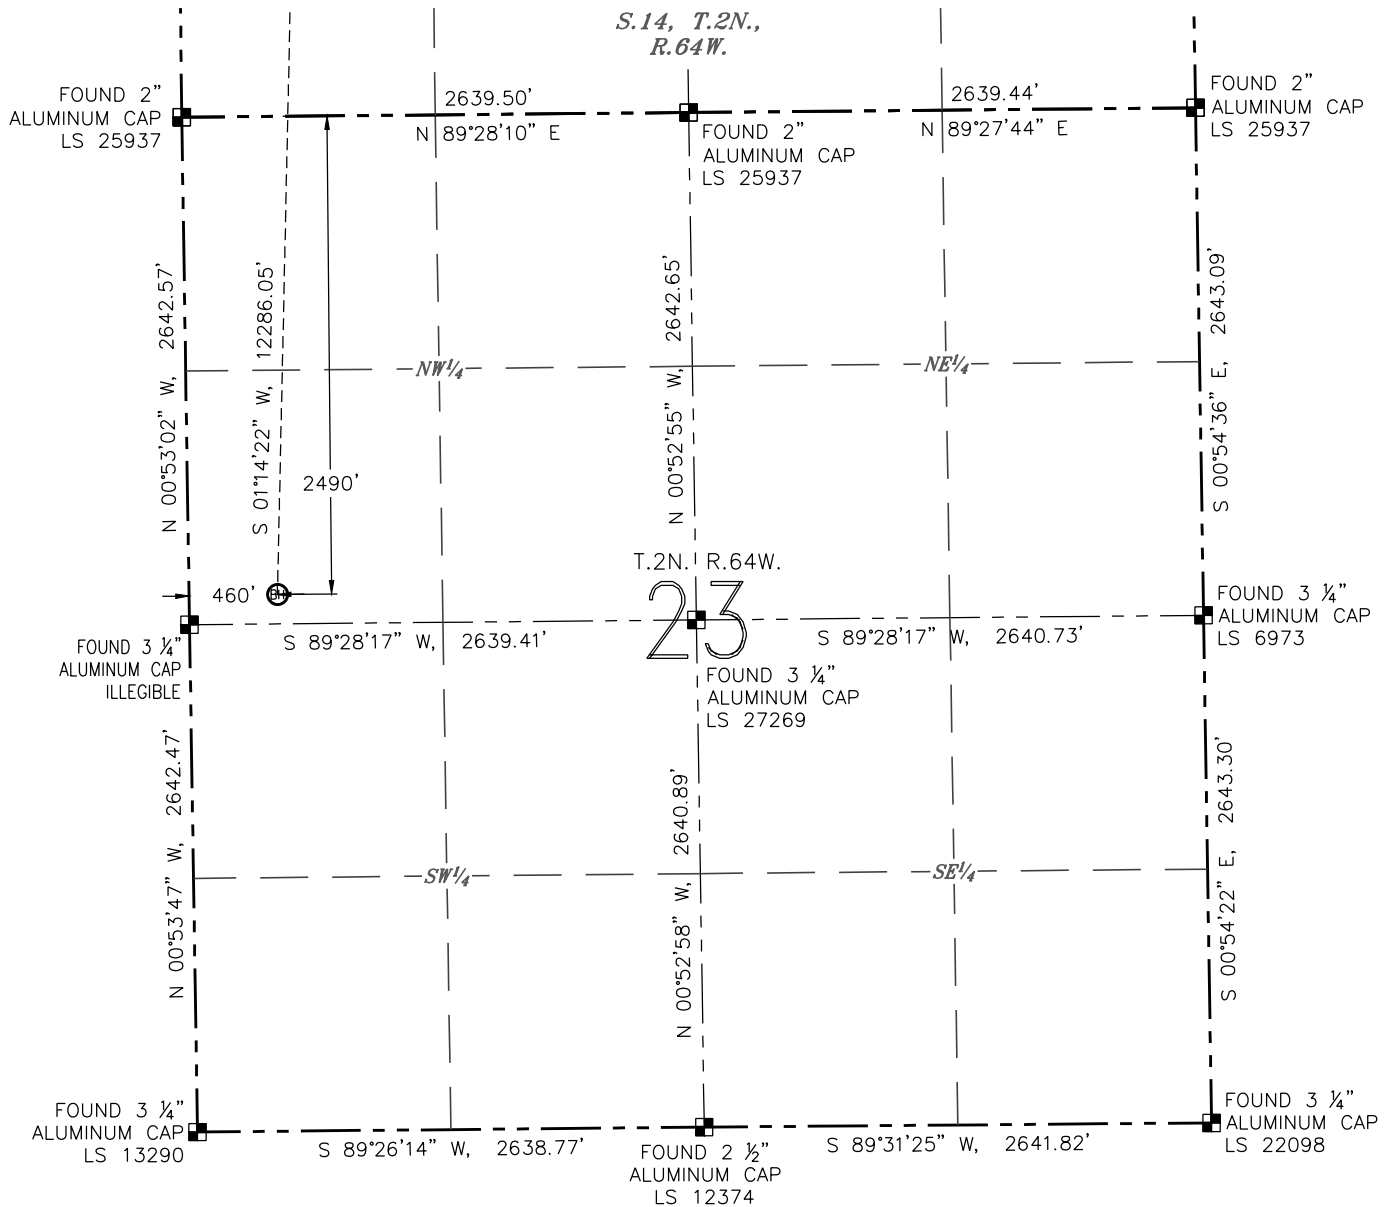 S.14, T.2N.,
R.64W.
FOUND 2"
ALUMINUM CAP
LS 25937
2639.50'
N 89°28'10" E
FOUND 2"
ALUMINUM CAP
LS 25937
2639.44'
N 89°27'44" E
FOUND 2"
ALUMINUM CAP
LS 25937
N 00°53'02" W, 2642.57'
S 01°14'22" W, 12286.05'
2490'
N 00°52'55" W, 2642.65'
S 00°54'36" E, 2643.09'
NW¼
NE¼
T.2N. R.64W.
23
460'
BH
FOUND 3 ¼"
ALUMINUM CAP
ILLEGIBLE
S 89°28'17" W, 2639.41'
FOUND 3 ¼"
ALUMINUM CAP
LS 27269
S 89°28'17" W, 2640.73'
FOUND 3 ¼"
ALUMINUM CAP
LS 6973
N 00°53'47" W, 2642.47'
N 00°52'58" W, 2640.89'
S 00°54'22" E, 2643.30'
SW¼
SE¼
FOUND 3 ¼"
ALUMINUM CAP
LS 13290
S 89°26'14" W, 2638.77'
FOUND 2 ½"
ALUMINUM CAP
LS 12374
S 89°31'25" W, 2641.82'
FOUND 3 ¼"
ALUMINUM CAP
LS 22098